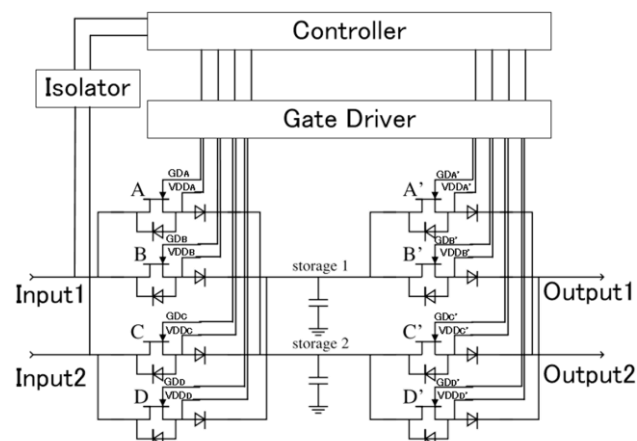 Controller
Isolator
Gate Driver
GDA
VDDA
A
GDA'
VDDA'
A'
GDB
VDDB
B
GDB'
VDDB'
B'
storage 1
Input1
Output1
GDC
VDDC
C
GDC'
VDDC'
C'
storage 2
Input2
Output2
GDD
VDDD
D
GDD'
VDDD'
D'